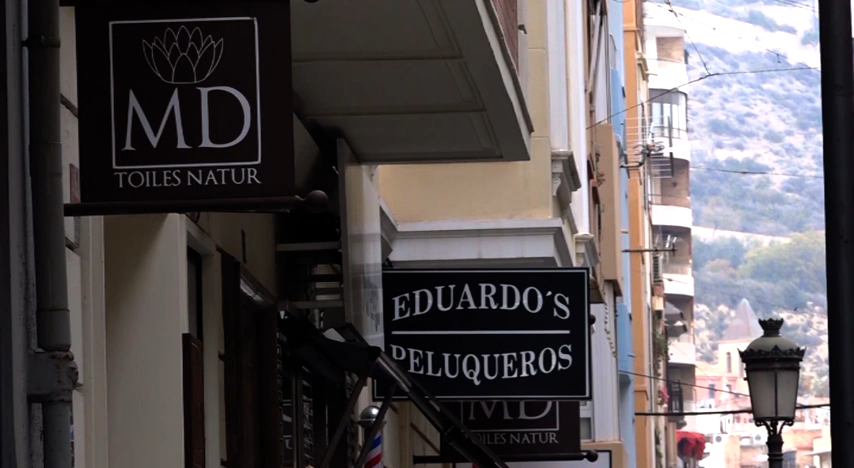 MD
TOILES NATUR
EDUARDO´S
PELUQUEROS
MD
TOILES NATUR